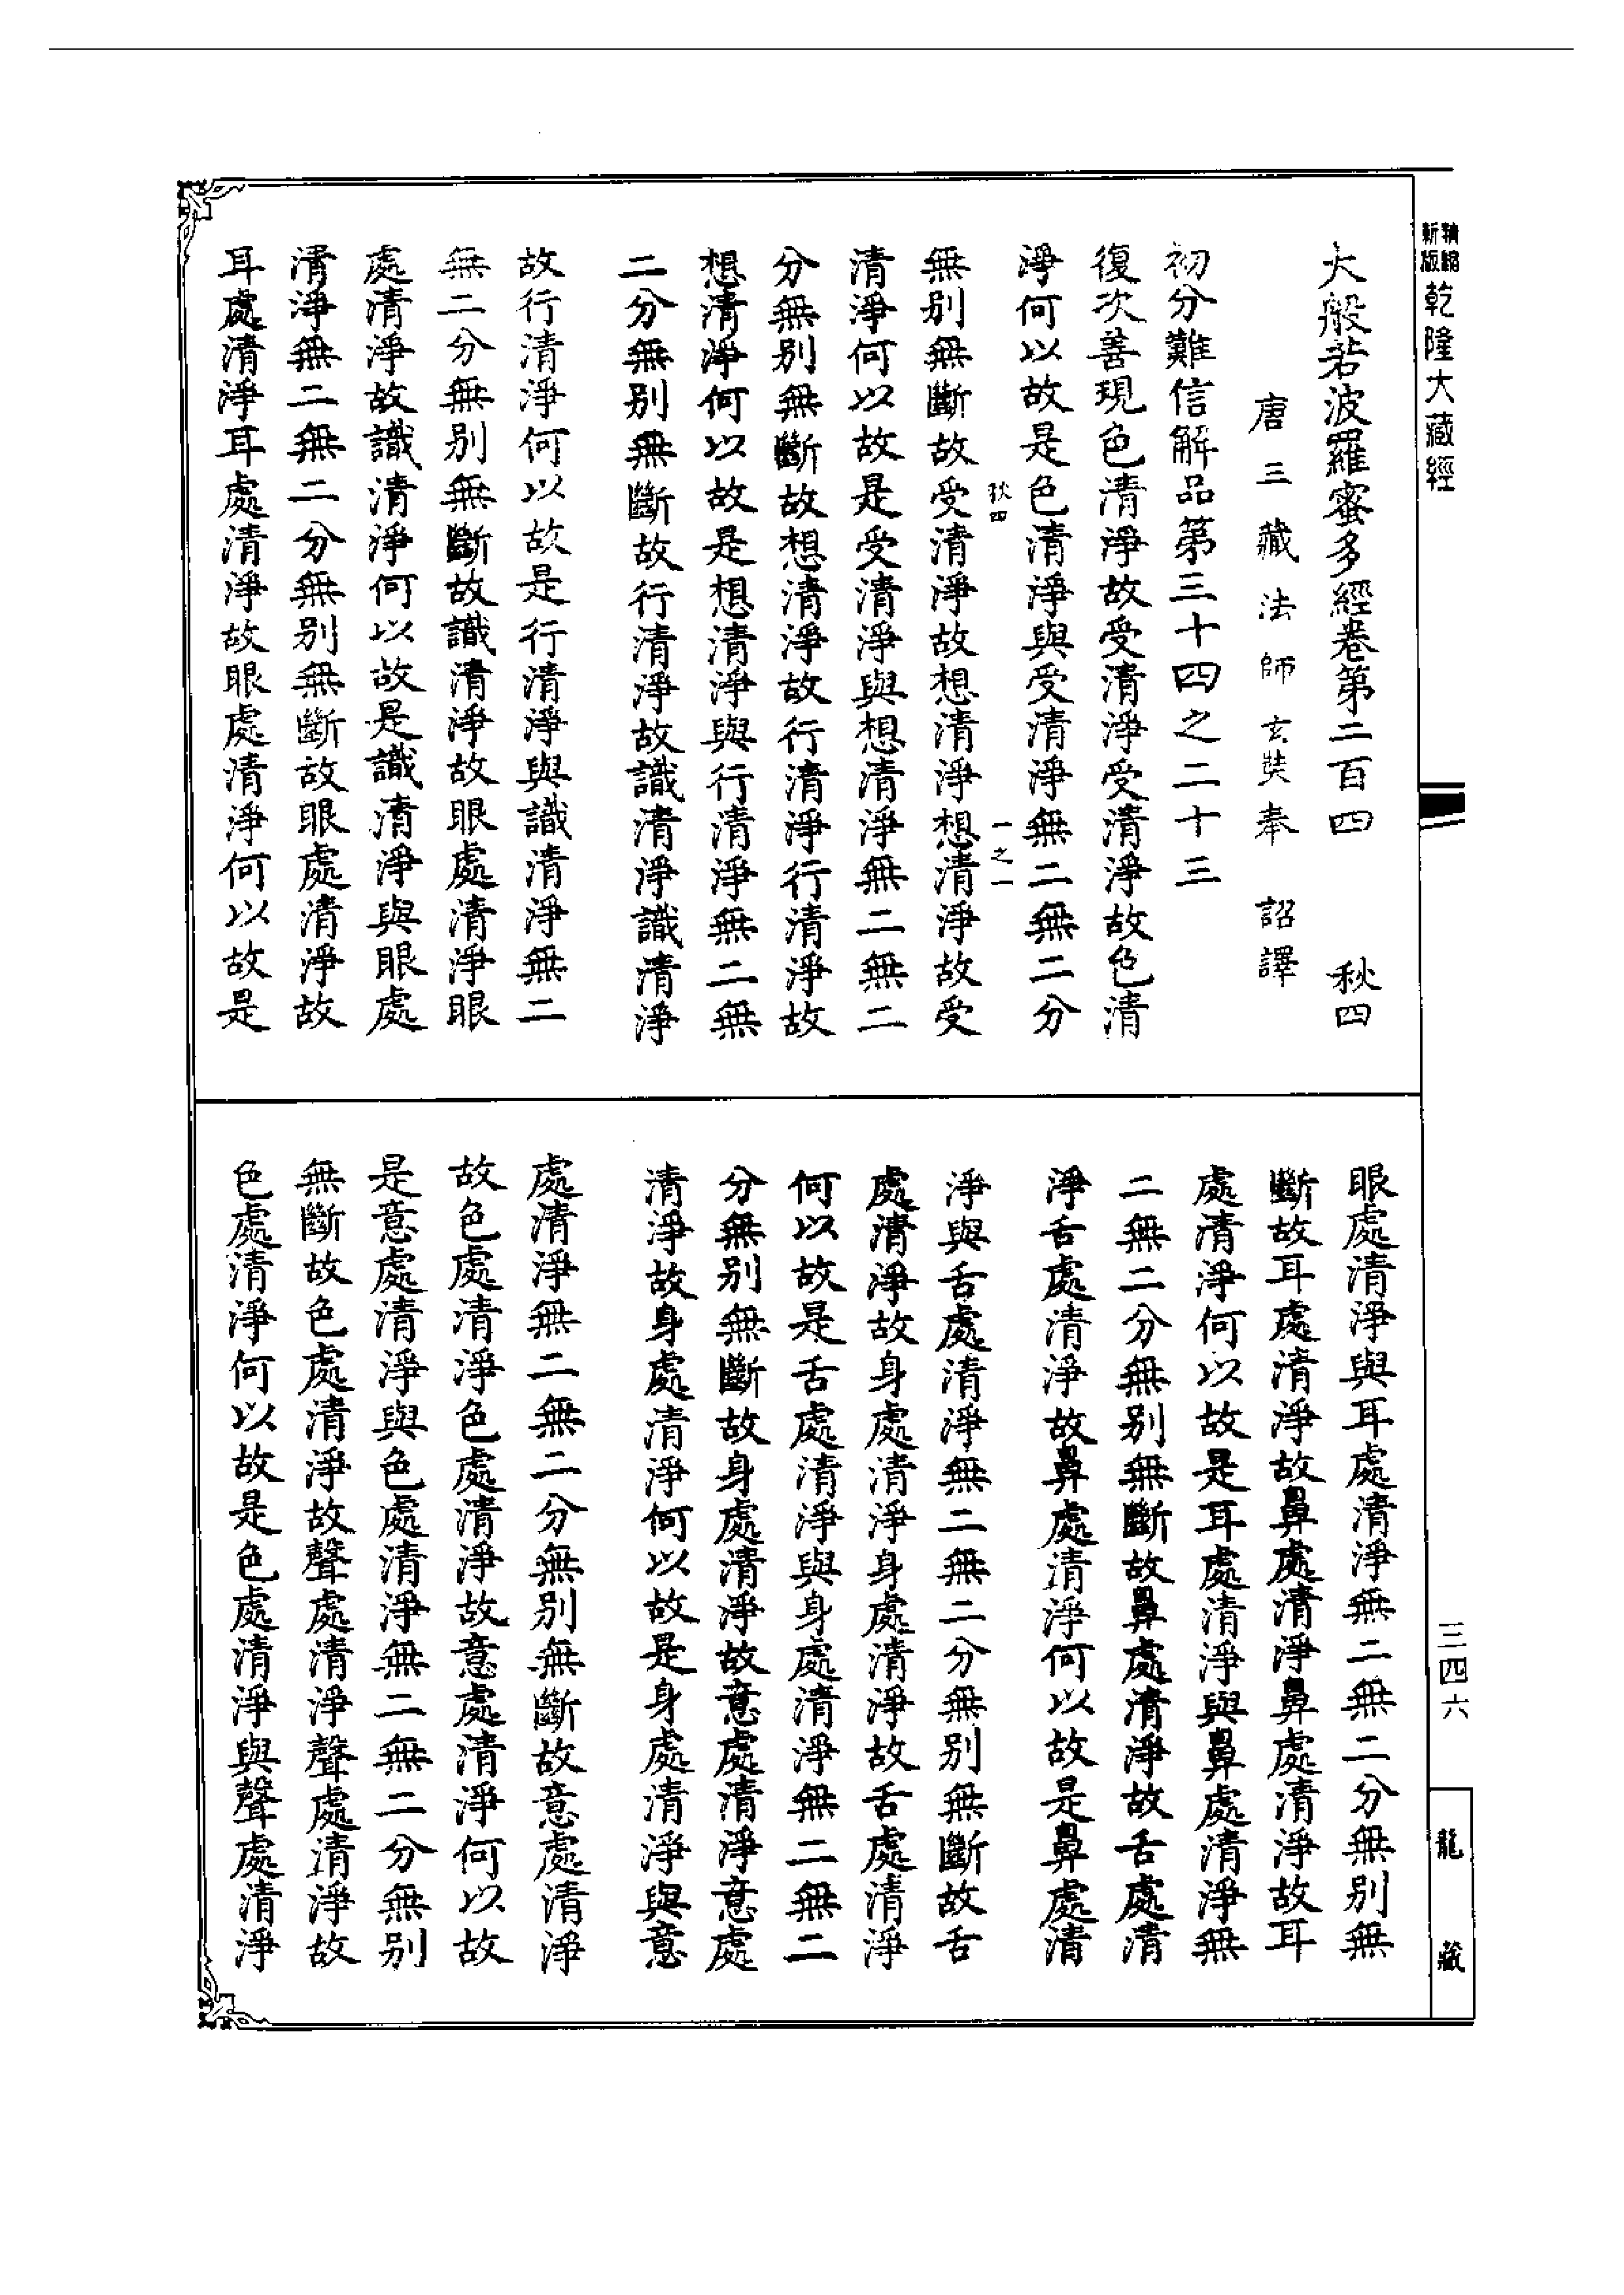 精縮新版 乾隆大藏經
大般若波羅蜜多經卷第二百四 秋四
唐三藏法師玄奘奉 詔譯
初分難信解品第三十四之二十三
復次善現色清淨故受清淨受清淨故色清
淨何以故是色清淨與受清淨無二無二分
秋四 一之一
無別無斷故受清淨故想清淨想清淨故受
清淨何以故是受清淨與想清淨無二無二
分無別無斷故想清淨故行清淨行清淨故
想清淨何以故是想清淨與行清淨無二無
二分無別無斷故行清淨故識清淨識清淨
故行清淨何以故是行清淨與識清淨無二
無二分無別無斷故識清淨故眼處清淨眼
處清淨故識清淨何以故是識清淨與眼處
清淨無二無二分無別無斷故眼處清淨故
耳處清淨耳處清淨故眼處清淨何以故是
眼處清淨與耳處清淨無二無二分無別無
斷故耳處清淨故鼻處清淨鼻處清淨故耳
處清淨何以故是耳處清淨與鼻處清淨無
二無二分無別無斷故鼻處清淨故舌處清
淨舌處清淨故鼻處清淨何以故是鼻處清
淨與舌處清淨無二無二分無別無斷故舌
處清淨故身處清淨身處清淨故舌處清淨
何以故是舌處清淨與身處清淨無二無二
分無別無斷故身處清淨故意處清淨意處
清淨故身處清淨何以故是身處清淨與意
處清淨無二無二分無別無斷故意處清淨
故色處清淨色處清淨故意處清淨何以故
是意處清淨與色處清淨無二無二分無別
無斷故色處清淨故聲處清淨聲處清淨故
色處清淨何以故是色處清淨與聲處清淨
三四六
龍藏